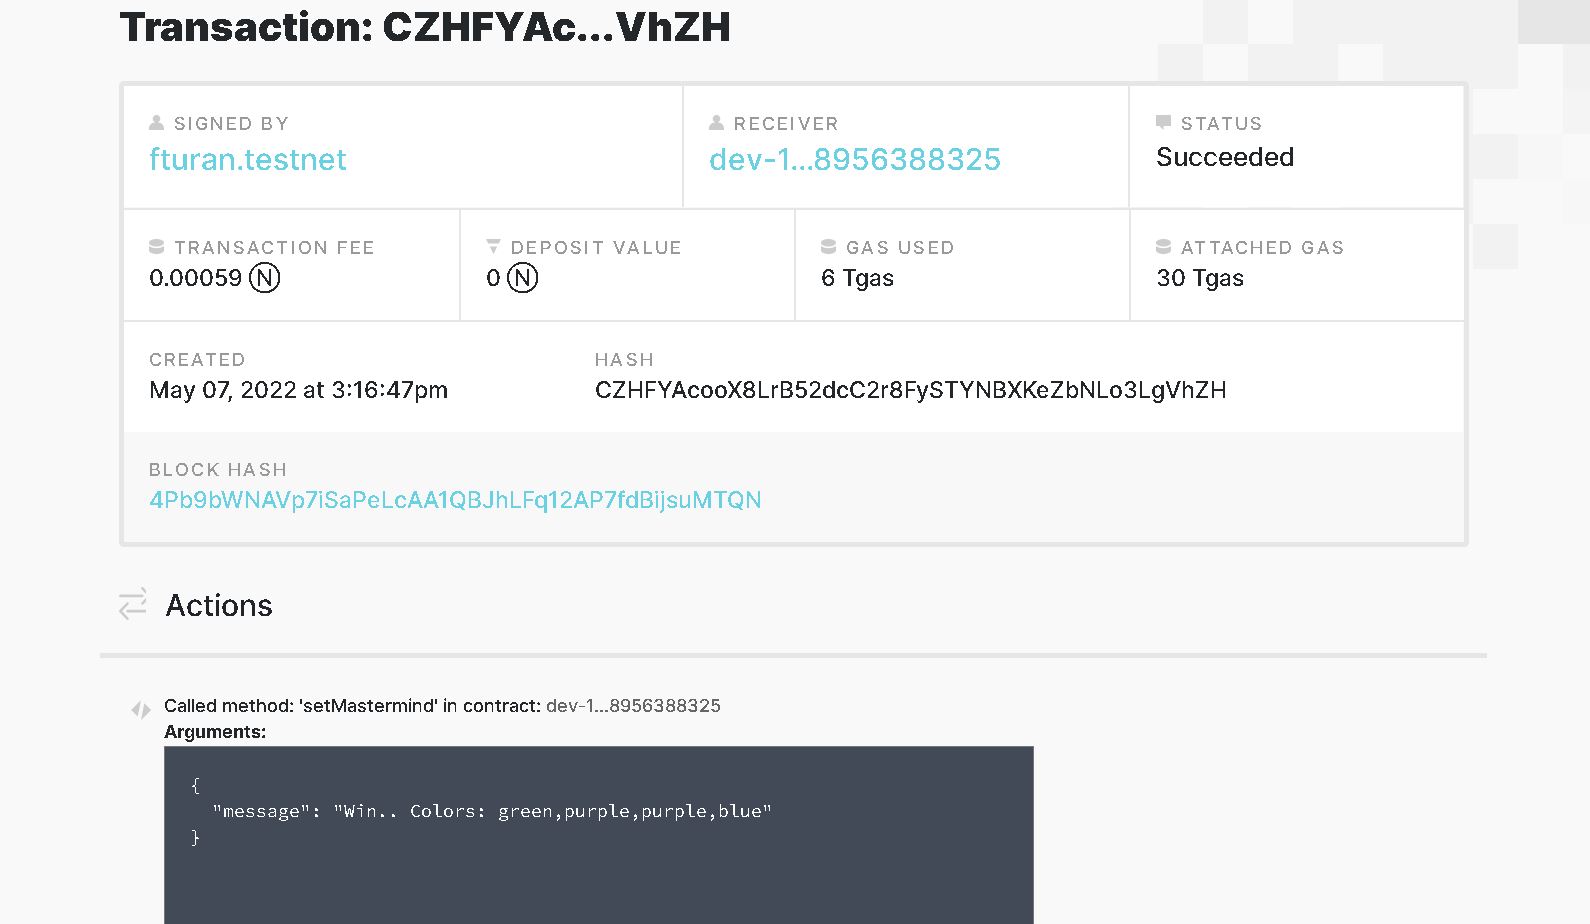 Transaction: CZHFYAc...VhZH
SIGNED BY
fturan.testnet
RECEIVER
dev-1...8956388325
STATUS
Succeeded
TRANSACTION FEE
0.00059 Ⓝ
DEPOSIT VALUE
0 Ⓝ
GAS USED
6 Tgas
ATTACHED GAS
30 Tgas
CREATED
May 07, 2022 at 3:16:47pm
HASH
CZHFYAcooX8LrB52dcC2r8FySTYNBXKeZbNLo3LgVhZH
BLOCK HASH
4Pb9bWNAVp7iSaPeLcAA1QBJhLFq12AP7fdBijsuMTQN
Actions
Called method: 'setMastermind' in contract: dev-1...8956388325
Arguments:
{
"message": "Win.. Colors: green,purple,purple,blue"
}